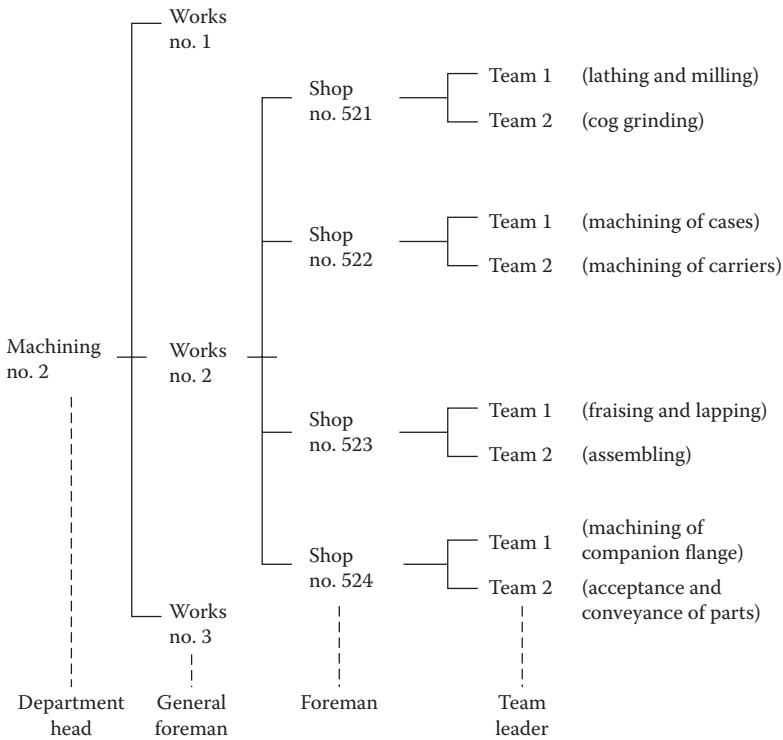 Works
no. 1
Shop
no. 521
Team 1 (lathing and milling)
Team 2 (cog grinding)
Shop
no. 522
Team 1 (machining of cases)
Team 2 (machining of carriers)
Machining
no. 2
Works
no. 2
Shop
no. 523
Team 1 (fraising and lapping)
Team 2 (assembling)
Shop
no. 524
Team 1 (machining of
companion flange)
Team 2 (acceptance and
conveyance of parts)
Works
no. 3
Department
head
General
foreman
Foreman
Team
leader